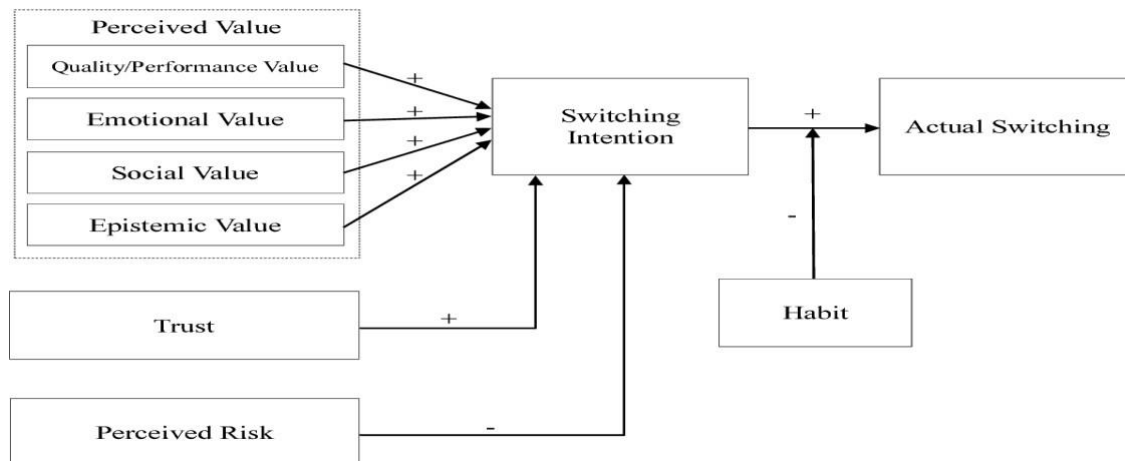 Perceived Value
Quality/Performance Value
Emotional Value
Social Value
Epistemic Value
+
+
+
+
Switching
Intention
+
Actual Switching
-
Habit
Trust
+
Perceived Risk
-